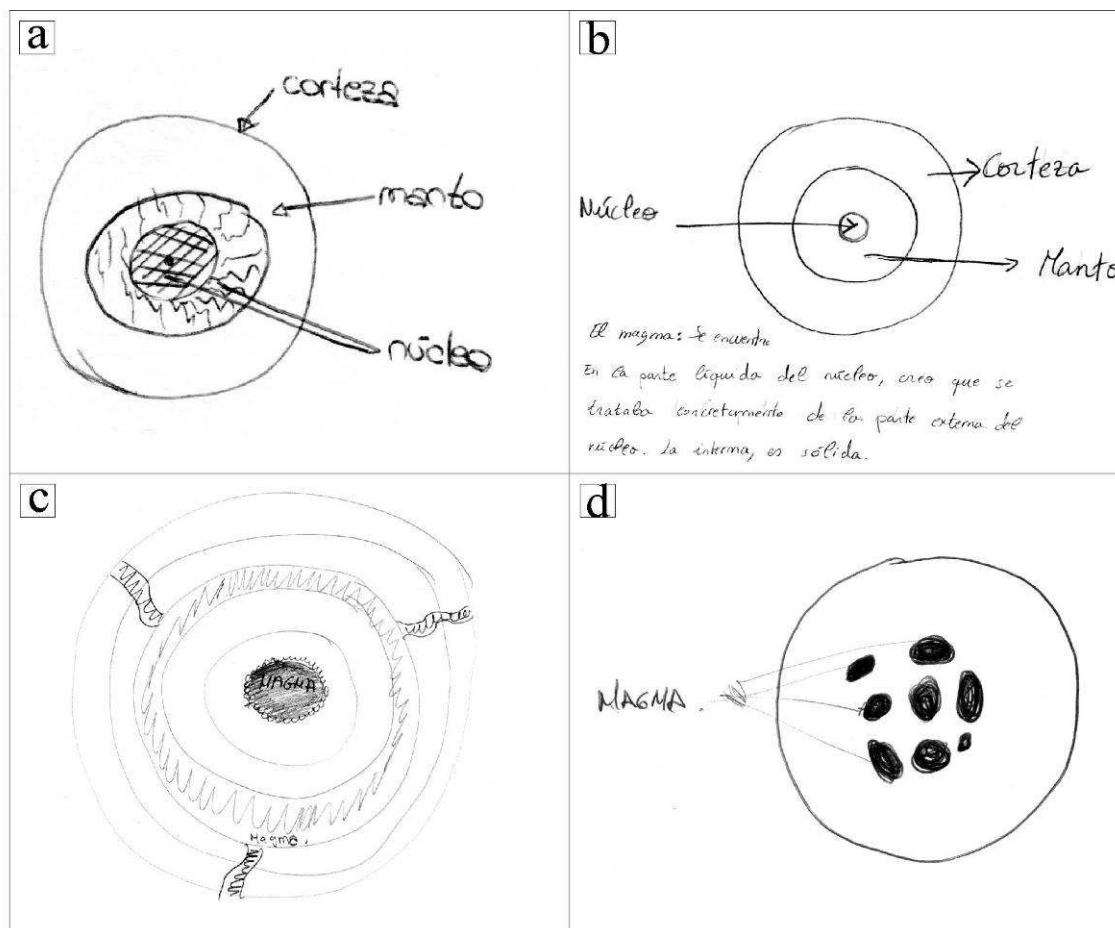 a
corteza
manto
núcleo
b
Núcleo
Corteza
Manto
El magma: Se encuentra
En la parte líquida del núcleo, creo que se
trataba concretamente de la parte externa del
núcleo. La interna, es sólida.
c
MAGMA
Magma.
d
MAGMA.